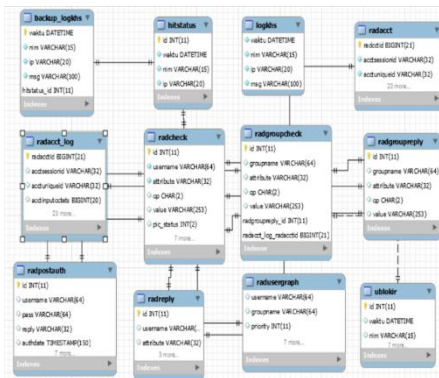 backup_logkhs
waktu DATETIME
nim VARCHAR(15)
ip VARCHAR(20)
msg VARCHAR(100)
hitstatus_id INT(11)
Indexes
hitstatus
id INT(11)
waktu DATETIME
nim VARCHAR(15)
ip VARCHAR(20)
Indexes
logkhs
waktu DATETIME
nim VARCHAR(15)
ip VARCHAR(20)
msg VARCHAR(100)
Indexes
radacct
radacctid BIGINT(21)
acctsessionid VARCHAR(32)
acctuniqueid VARCHAR(32)
23 more...
Indexes
radacct_log
radacctid BIGINT(21)
acctsessionid VARCHAR(32)
acctuniqueid VARCHAR(32)
acctinputoctets BIGINT(20)
23 more...
Indexes
radcheck
id INT(11)
username VARCHAR(64)
attribute VARCHAR(32)
op CHAR(2)
value VARCHAR(253)
pic_status INT(2)
7 more...
Indexes
radgroupcheck
id INT(11)
groupname VARCHAR(64)
attribute VARCHAR(32)
op CHAR(2)
value VARCHAR(253)
radgroupreply_id INT(11)
radacct_log_radacctid BIGINT(21)
Indexes
radgroupreply
id INT(11)
groupname VARCHAR(64)
attribute VARCHAR(32)
op CHAR(2)
value VARCHAR(253)
Indexes
radpostauth
id INT(11)
username VARCHAR(64)
pass VARCHAR(64)
reply VARCHAR(32)
authdate TIMESTAMP(150)
7 more...
Indexes
radreply
id INT(11)
username VARCHAR(...
attribute VARCHAR(32)
3 more...
Indexes
radusergraph
username VARCHAR(64)
groupname VARCHAR(64)
priority INT(11)
7 more...
Indexes
ublokir
id INT(11)
waktu DATETIME
nim VARCHAR(15)
7 more...
Indexes